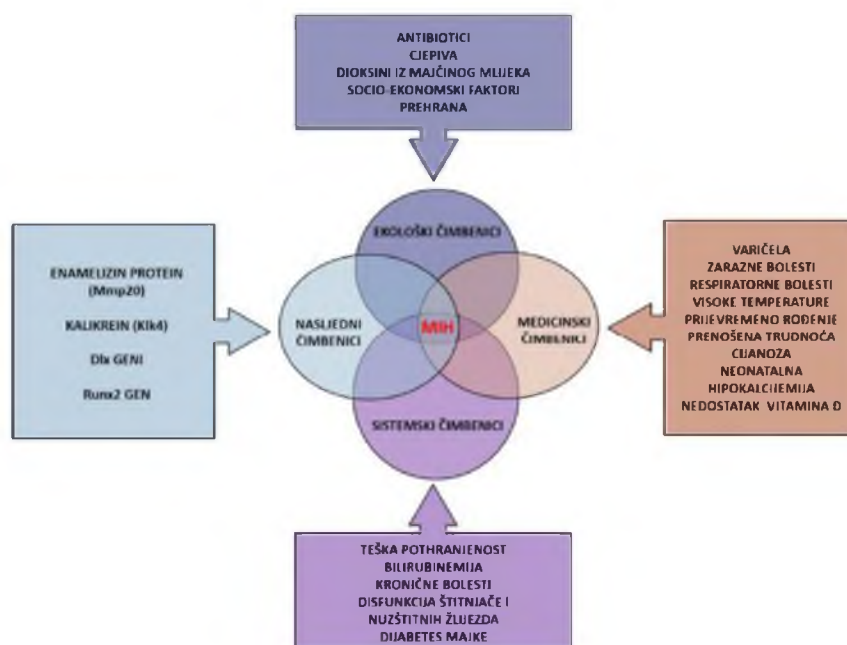 ANTIBIOTICI
CJEPIVA
DIOKSINI IZ MAJČINOG MLIJEKA
SOCIO-EKONOMSKI FAKTORI
PREHRANA
EKOLOŠKI ČIMBENICI
ENAMELIZIN PROTEIN
(Mmp20)
KALIKREIN (Klk4)
Dlx GENI
Runx2 GEN
NASLJEDNI
ČIMBENICI
MIH
MEDICINSKI
ČIMBENICI
VARIČELA
ZARAZNE BOLESTI
RESPIRATORNE BOLESTI
VISOKE TEMPERATURE
PRIJEVREMENO ROĐENJE
PRENOŠENA TRUDNOĆA
CIJANOZA
NEONATALNA
HIPOKALCIJEMIJA
NEDOSTATAK VITAMINA D
SISTEMSKI ČIMBENICI
TEŠKA POTHRANJENOST
BILIRUBINEMIJA
KRONIČNE BOLESTI
DISFUNKCIJA ŠTITNJAČE I
NUZŠTITNIH ŽLIJEZDA
DIJABETES MAJKE